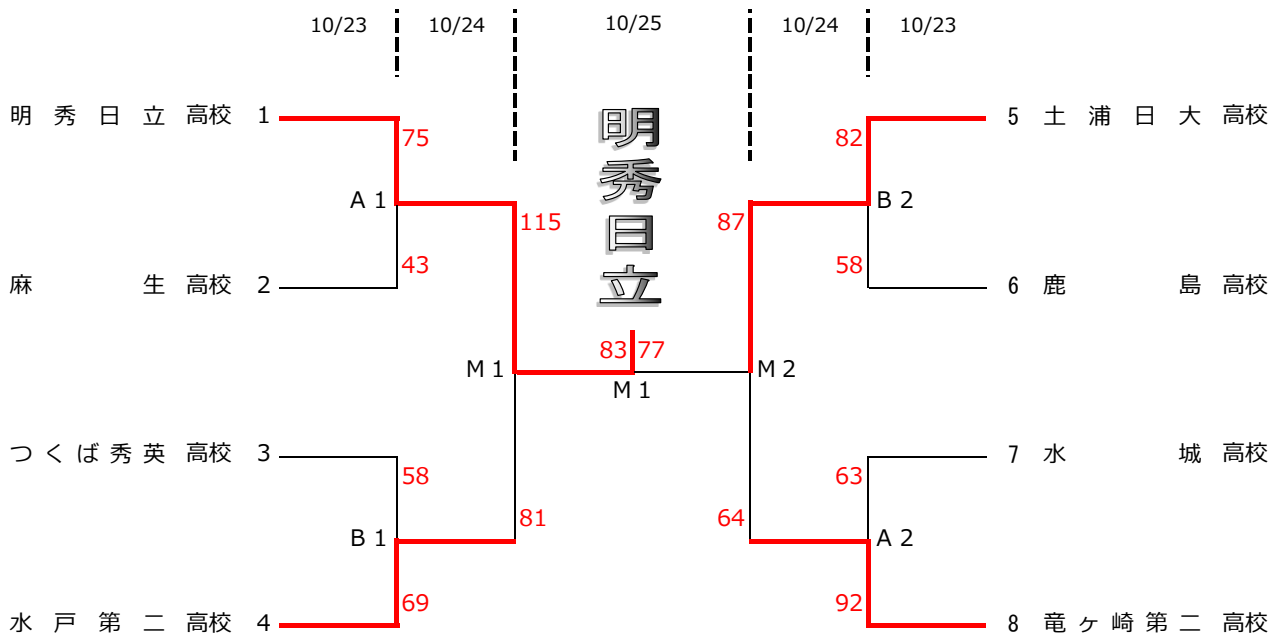 10/23 10/24 10/25 10/24 10/23
明秀日立 高校 1
5 土浦日大 高校
75
82
A 1
B 2
115
87
麻生 高校 2
43
58
6 鹿島 高校
明秀日立
83 77
M 1
M 1
M 2
つくば秀英 高校 3
7 水城 高校
58
63
81
64
B 1
A 2
69
92
水戸第二 高校 4
8 竜ヶ崎第二 高校